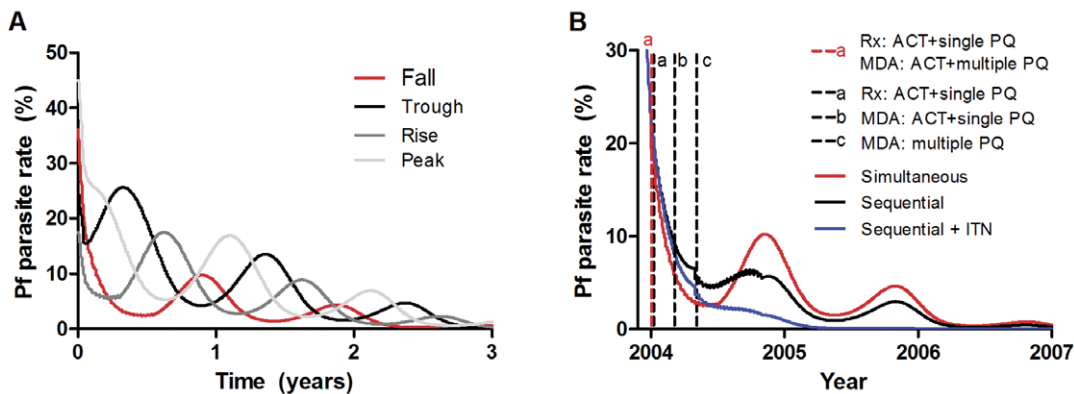 A
50
40
30
20
10
0
Pf parasite rate (%)
Fall
Trough
Rise
Peak
0
1
2
3
Time (years)
B
30
20
10
0
Pf parasite rate (%)
a
a
b
c
a
Rx: ACT+single PQ
MDA: ACT+multiple PQ
a
Rx: ACT+single PQ
b
MDA: ACT+single PQ
c
MDA: multiple PQ
Simultaneous
Sequential
Sequential + ITN
2004
2005
2006
2007
Year